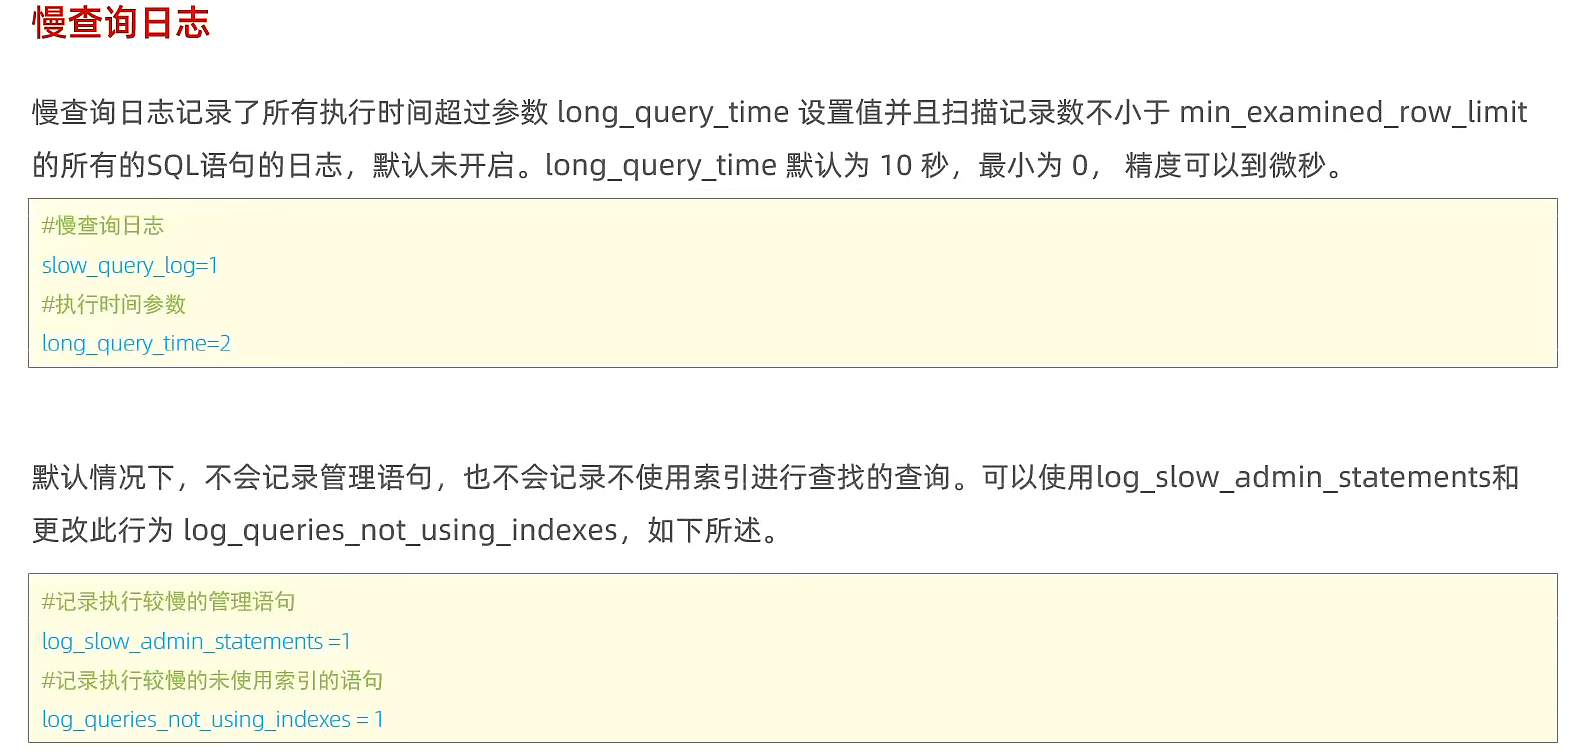 慢查询日志
慢查询日志记录了所有执行时间超过参数 long_query_time 设置值并且扫描记录数不小于 min_examined_row_limit
的所有的SQL语句的日志，默认未开启。long_query_time 默认为 10 秒，最小为 0， 精度可以到微秒。
#慢查询日志
slow_query_log=1
#执行时间参数
long_query_time=2
默认情况下，不会记录管理语句，也不会记录不使用索引进行查找的查询。可以使用log_slow_admin_statements和
更改此行为 log_queries_not_using_indexes，如下所述。
#记录执行较慢的管理语句
log_slow_admin_statements =1
#记录执行较慢的未使用索引的语句
log_queries_not_using_indexes = 1